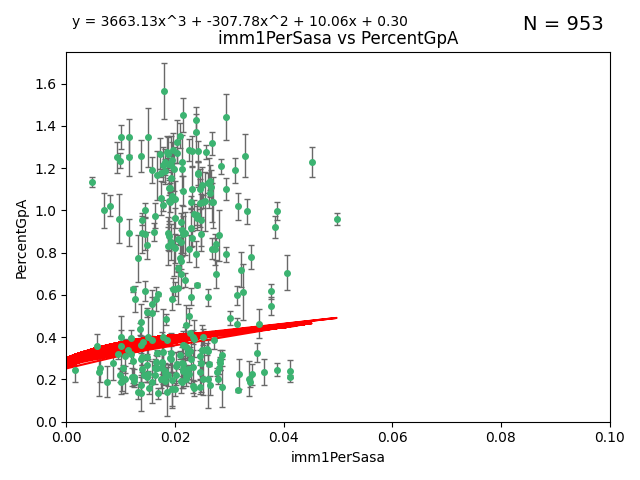 y = 3663.13x^3 + -307.78x^2 + 10.06x + 0.30
N = 953
imm1PerSasa vs PercentGpA
PercentGpA
1.6
1.4
1.2
1.0
0.8
0.6
0.4
0.2
0.0
0.00 0.02 0.04 0.06 0.08 0.10
imm1PerSasa